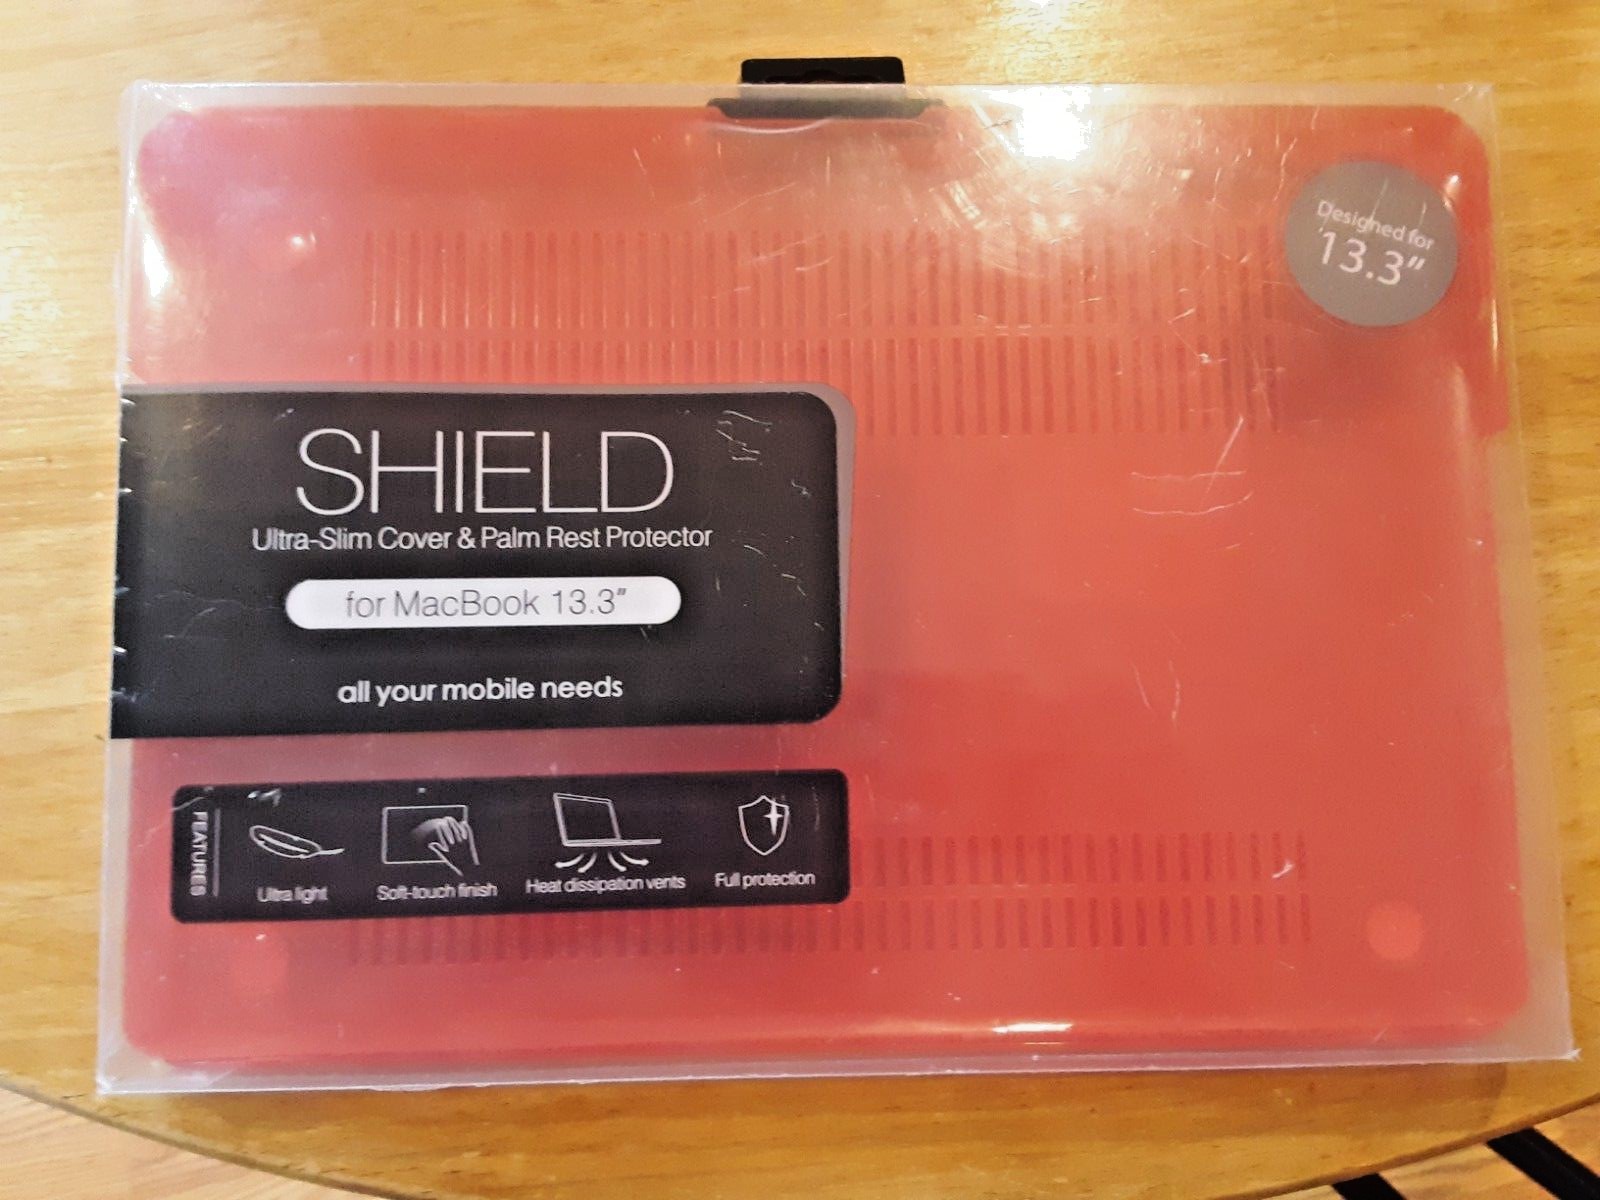 Designed for
13.3"
SHIELD
Ultra-Slim Cover & Palm Rest Protector
for MacBook 13.3"
all your mobile needs
FEATURES
Ultra light
Soft-touch finish
Heat dissipation vents
Full protection